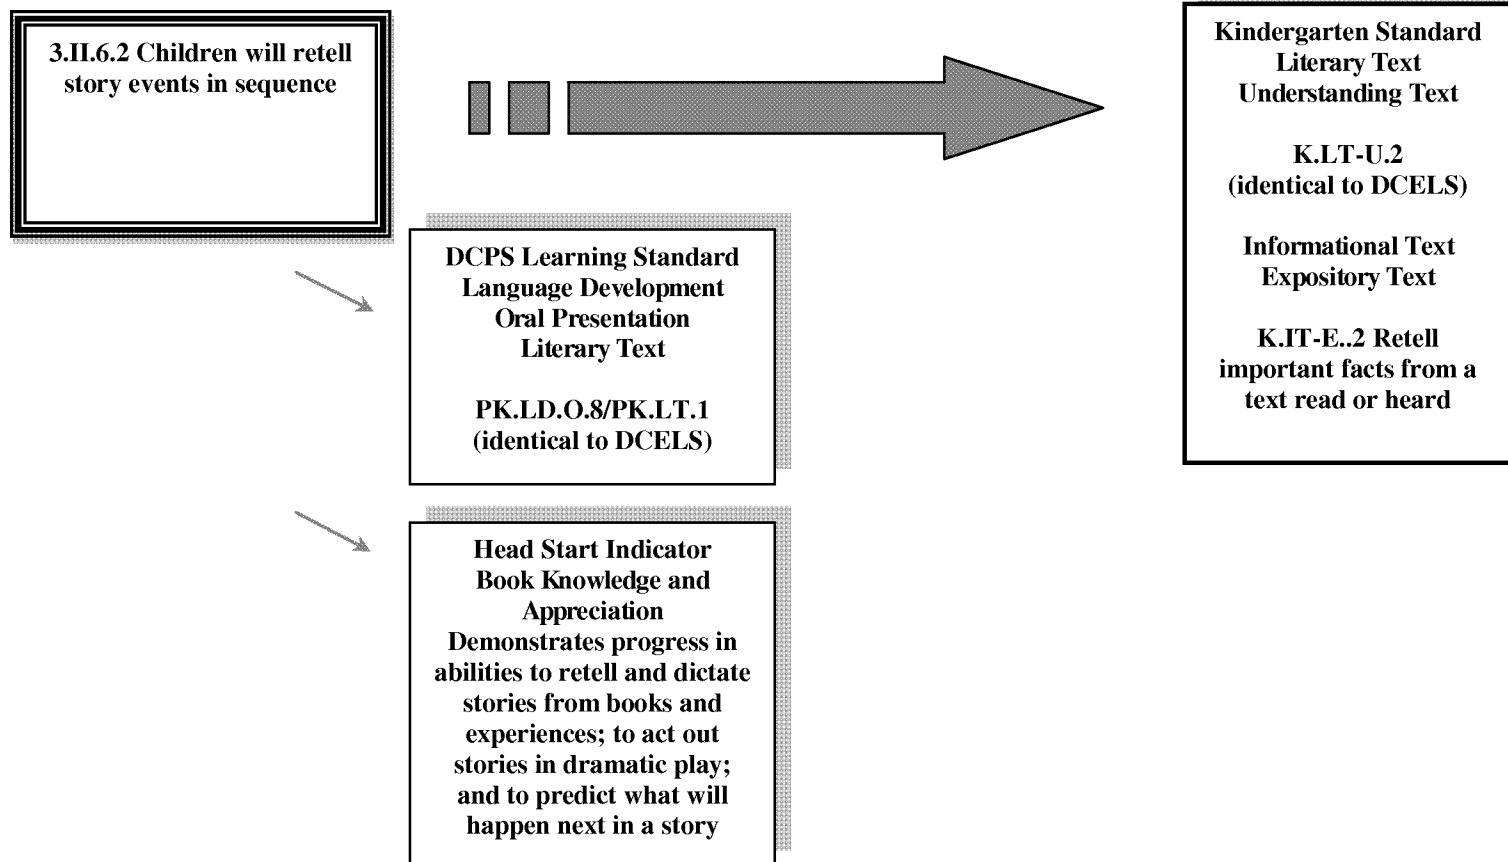 3.II.6.2 Children will retell
story events in sequence
Kindergarten Standard
Literary Text
Understanding Text
K.LT-U.2
(identical to DCELS)
Informational Text
Expository Text
K.IT-E..2 Retell
important facts from a
text read or heard
DCPS Learning Standard
Language Development
Oral Presentation
Literary Text
PK.LD.O.8/PK.LT.1
(identical to DCELS)
Head Start Indicator
Book Knowledge and
Appreciation
Demonstrates progress in
abilities to retell and dictate
stories from books and
experiences; to act out
stories in dramatic play;
and to predict what will
happen next in a story